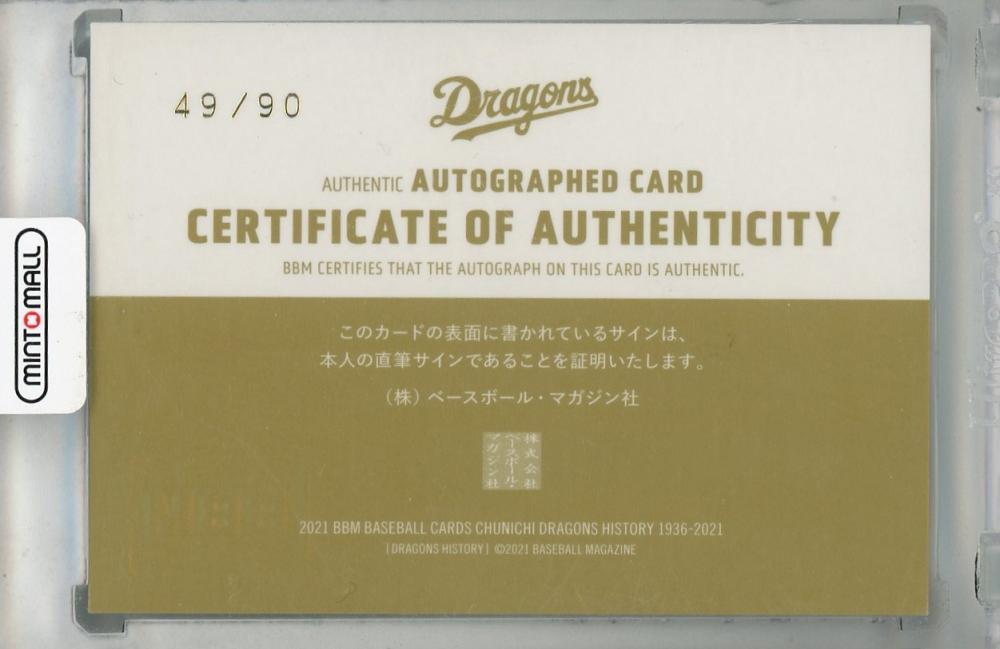 49/90
Dragons
AUTHENTIC AUTOGRAPHED CARD
CERTIFICATE OF AUTHENTICITY
BBM CERTIFIES THAT THE AUTOGRAPH ON THIS CARD IS AUTHENTIC.
MINTOMALL
このカードの表面に書かれているサインは、
本人の直筆サインであることを証明いたします。
（株）ベースボール・マガジン社
株式会社
ベースボール・
マガジン社
2021 BBM BASEBALL CARDS CHUNICHI DRAGONS HISTORY 1936-2021
[DRAGONS HISTORY] ©2021 BASEBALL MAGAZINE